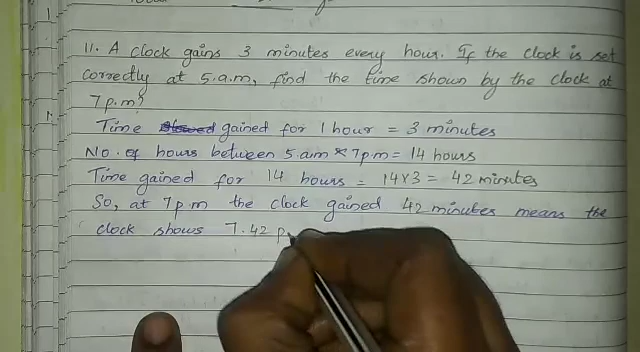 11. A clock gains 3 minutes every hour. If the clock is set
correctly at 5.a.m, find the time shown by the clock at
7 p.m?
Time gained for 1 hour = 3 minutes
No. of hours between 5.am & 7pm = 14 hours
Time gained for 14 hours = 14×3 = 42 minutes
So, at 7p.m the clock gained 42 minutes means the
clock shows 7.42 p.